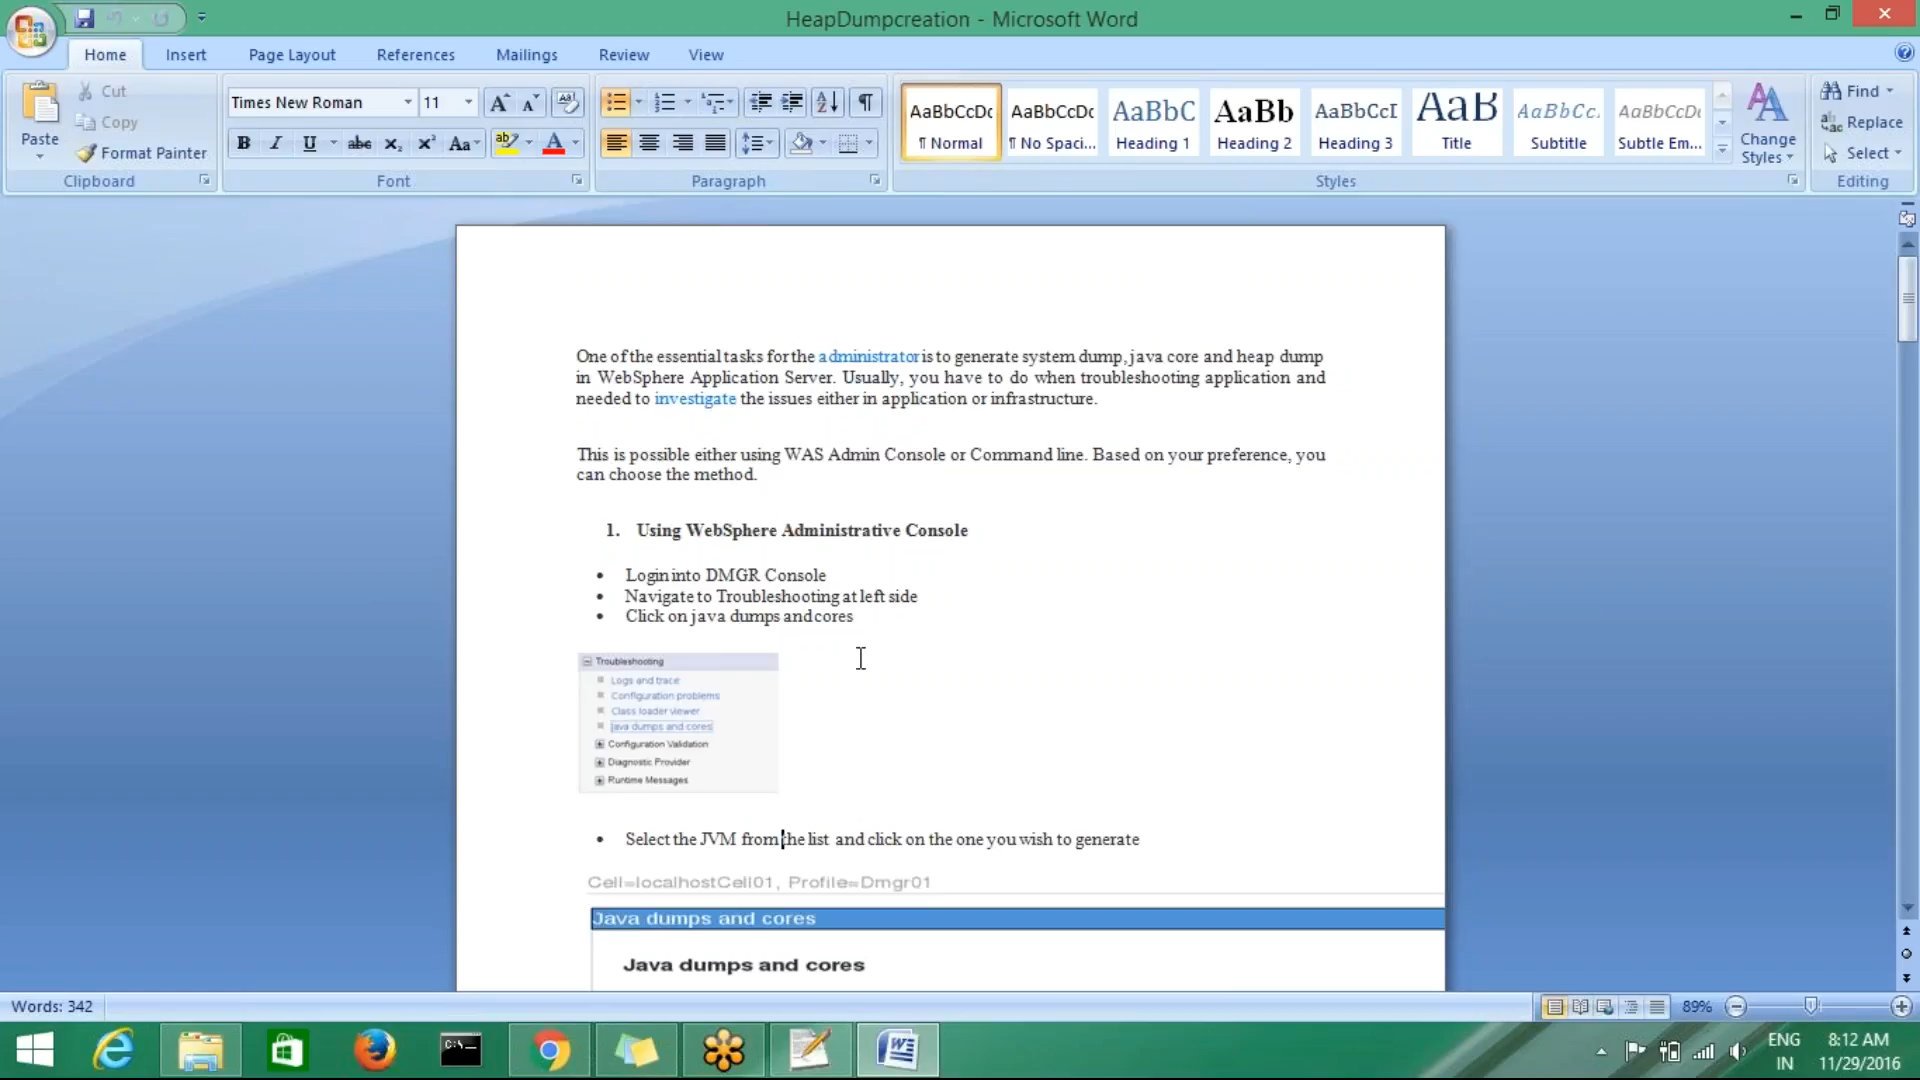 HeapDumpcreation - Microsoft Word
Home Insert Page Layout References Mailings Review View
Paste
Cut
Copy
Format Painter
Clipboard
Times New Roman 11
Font
Paragraph
AaBbCcDc AaBbCcDc AaBbC AaBb AaBbCcI AaB AaBbCc. AaBbCcDc
¶ Normal ¶ No Spaci... Heading 1 Heading 2 Heading 3 Title Subtitle Subtle Em...
Change Styles
Styles
Find
Replace
Select
Editing
One of the essential tasks for the administrator is to generate system dump, java core and heap dump
in WebSphere Application Server. Usually, you have to do when troubleshooting application and
needed to investigate the issues either in application or infrastructure.
This is possible either using WAS Admin Console or Command line. Based on your preference, you
can choose the method.
1. Using WebSphere Administrative Console
• Login into DMGR Console
• Navigate to Troubleshooting at left side
• Click on java dumps and cores
Troubleshooting
Logs and trace
Configuration problems
Class loader viewer
Java dumps and cores
Configuration Validation
Diagnostic Provider
Runtime Messages
• Select the JVM from the list and click on the one you wish to generate
Cell=localhostCell01, Profile=Dmgr01
Java dumps and cores
Java dumps and cores
Words: 342
89%
ENG
IN
8:12 AM
11/29/2016